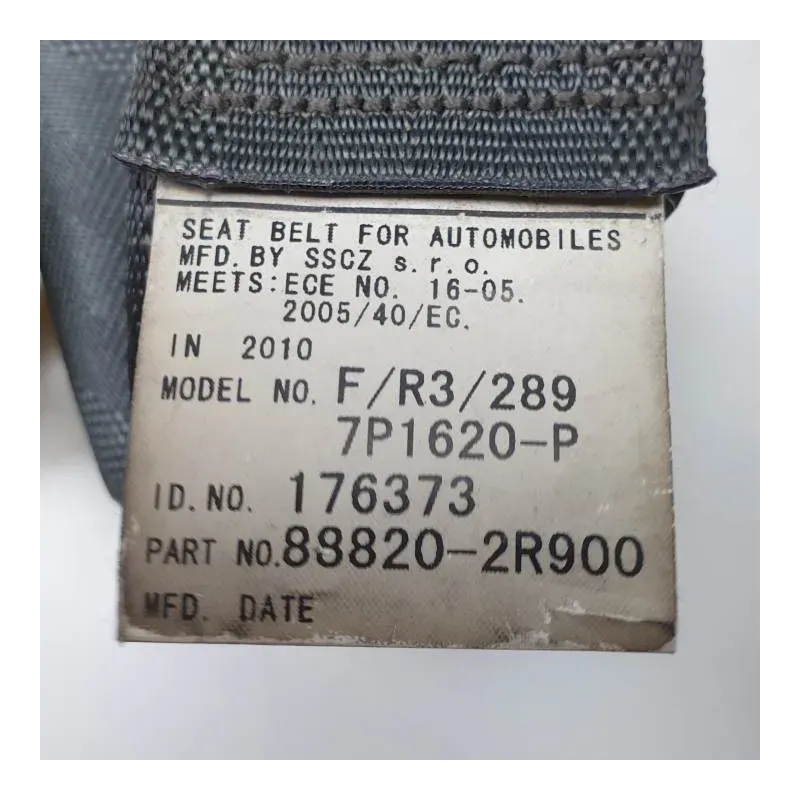 SEAT BELT FOR AUTOMOBILES
MFD. BY SSCZ s.r.o.
MEETS:ECE NO. 16-05.
2005/40/EC.
IN 2010
MODEL NO. F/R3/289
7P1620-P
ID.NO. 176373
PART NO. 88820-2R900
MFD. DATE